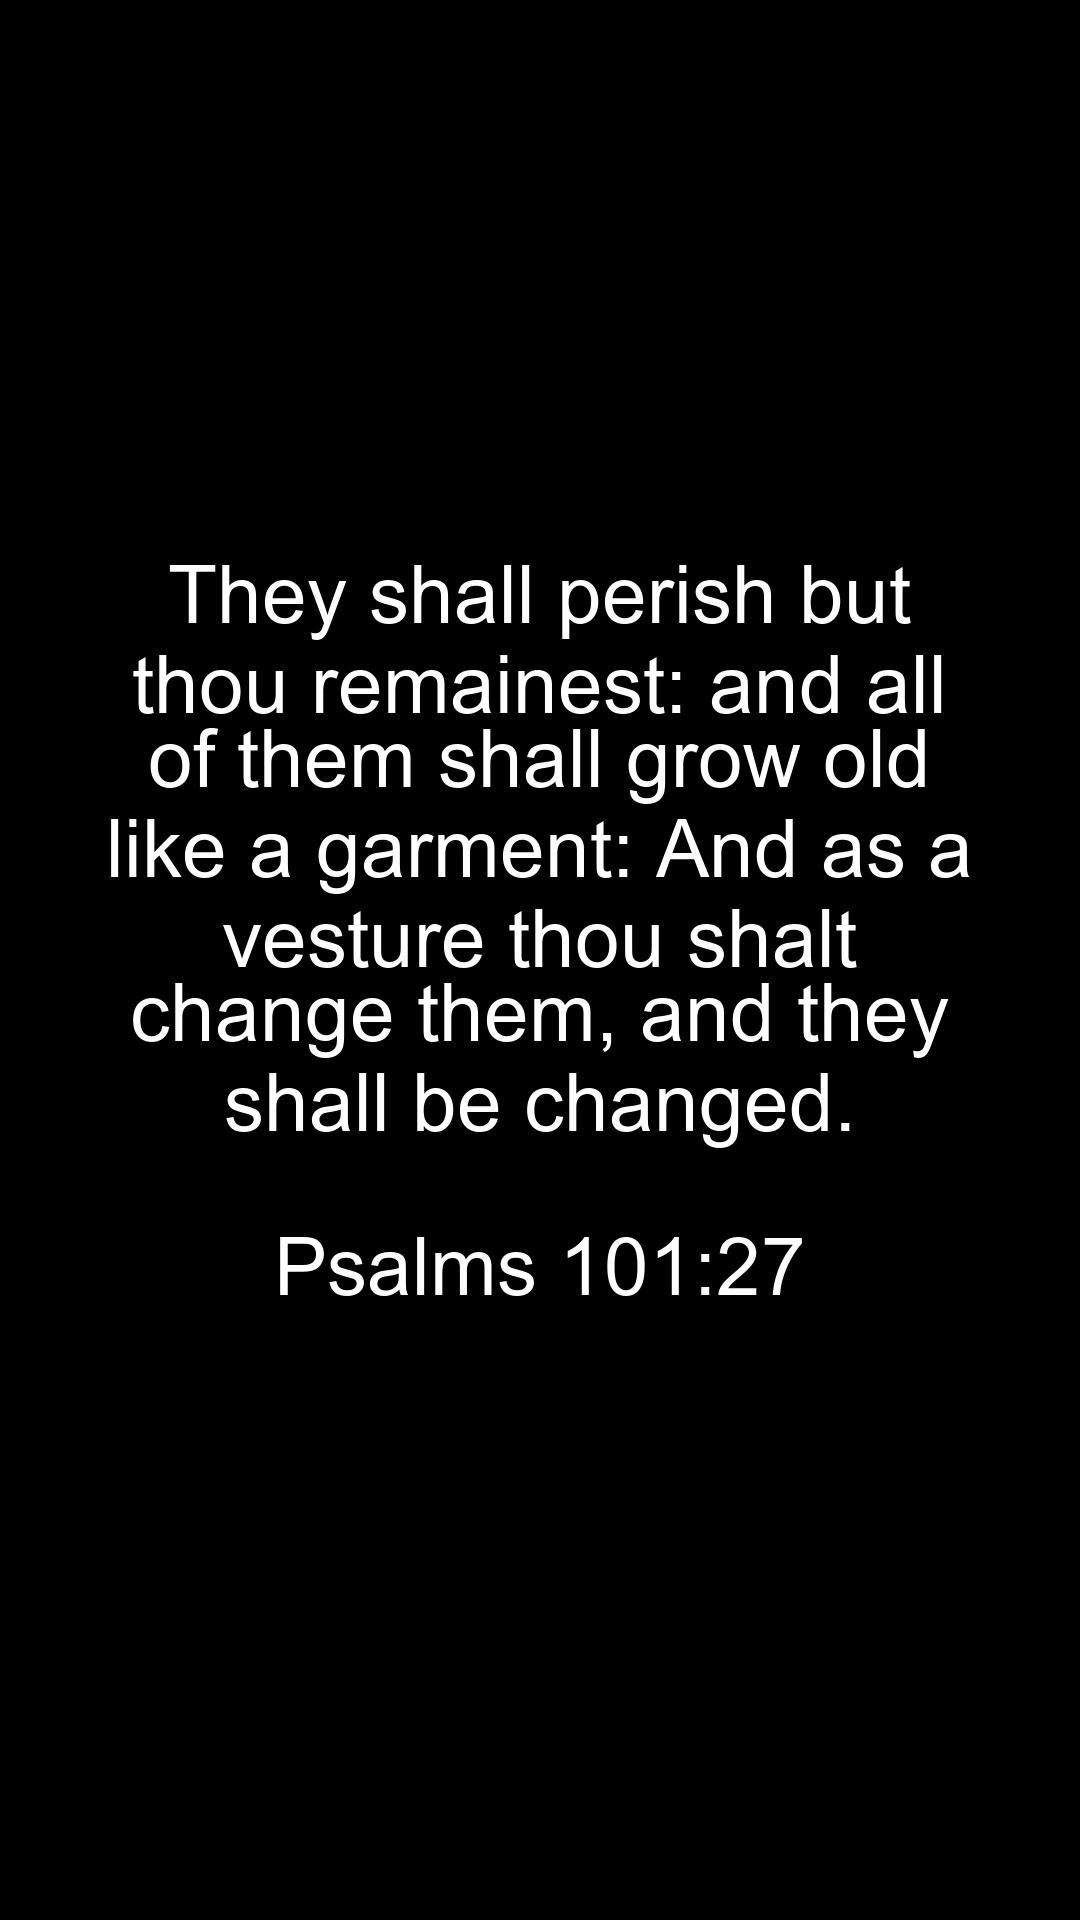 They shall perish but
thou remainest: and all
of them shall grow old
like a garment: And as a
vesture thou shalt
change them, and they
shall be changed.
Psalms 101:27